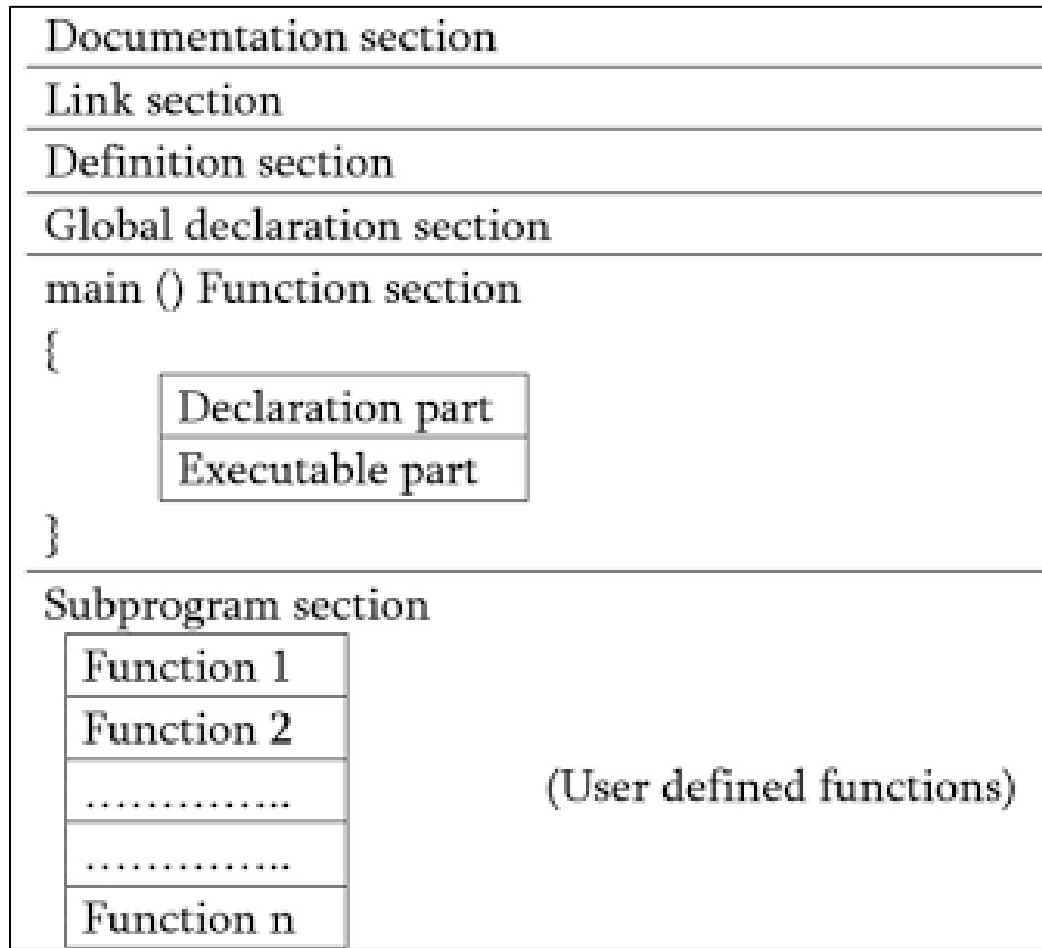 Documentation section
Link section
Definition section
Global declaration section
main () Function section
{
Declaration part
Executable part
}
Subprogram section
Function 1
Function 2
..............
(User defined functions)
..............
Function n